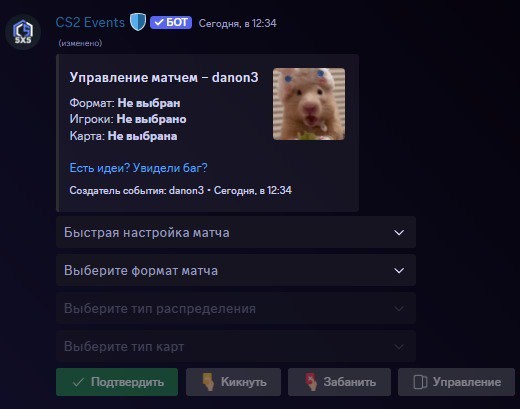 CS2 Events БОТ Сегодня, в 12:34
(изменено)
CS
5X5
Управление матчем – danon3
Формат: Не выбран
Игроки: Не выбрано
Карта: Не выбрана
Есть идеи? Увидели баг?
Создатель события: danon3 • Сегодня, в 12:34
Быстрая настройка матча
Выберите формат матча
Выберите тип распределения
Выберите тип карт
Подтвердить Кикнуть Забанить Управление